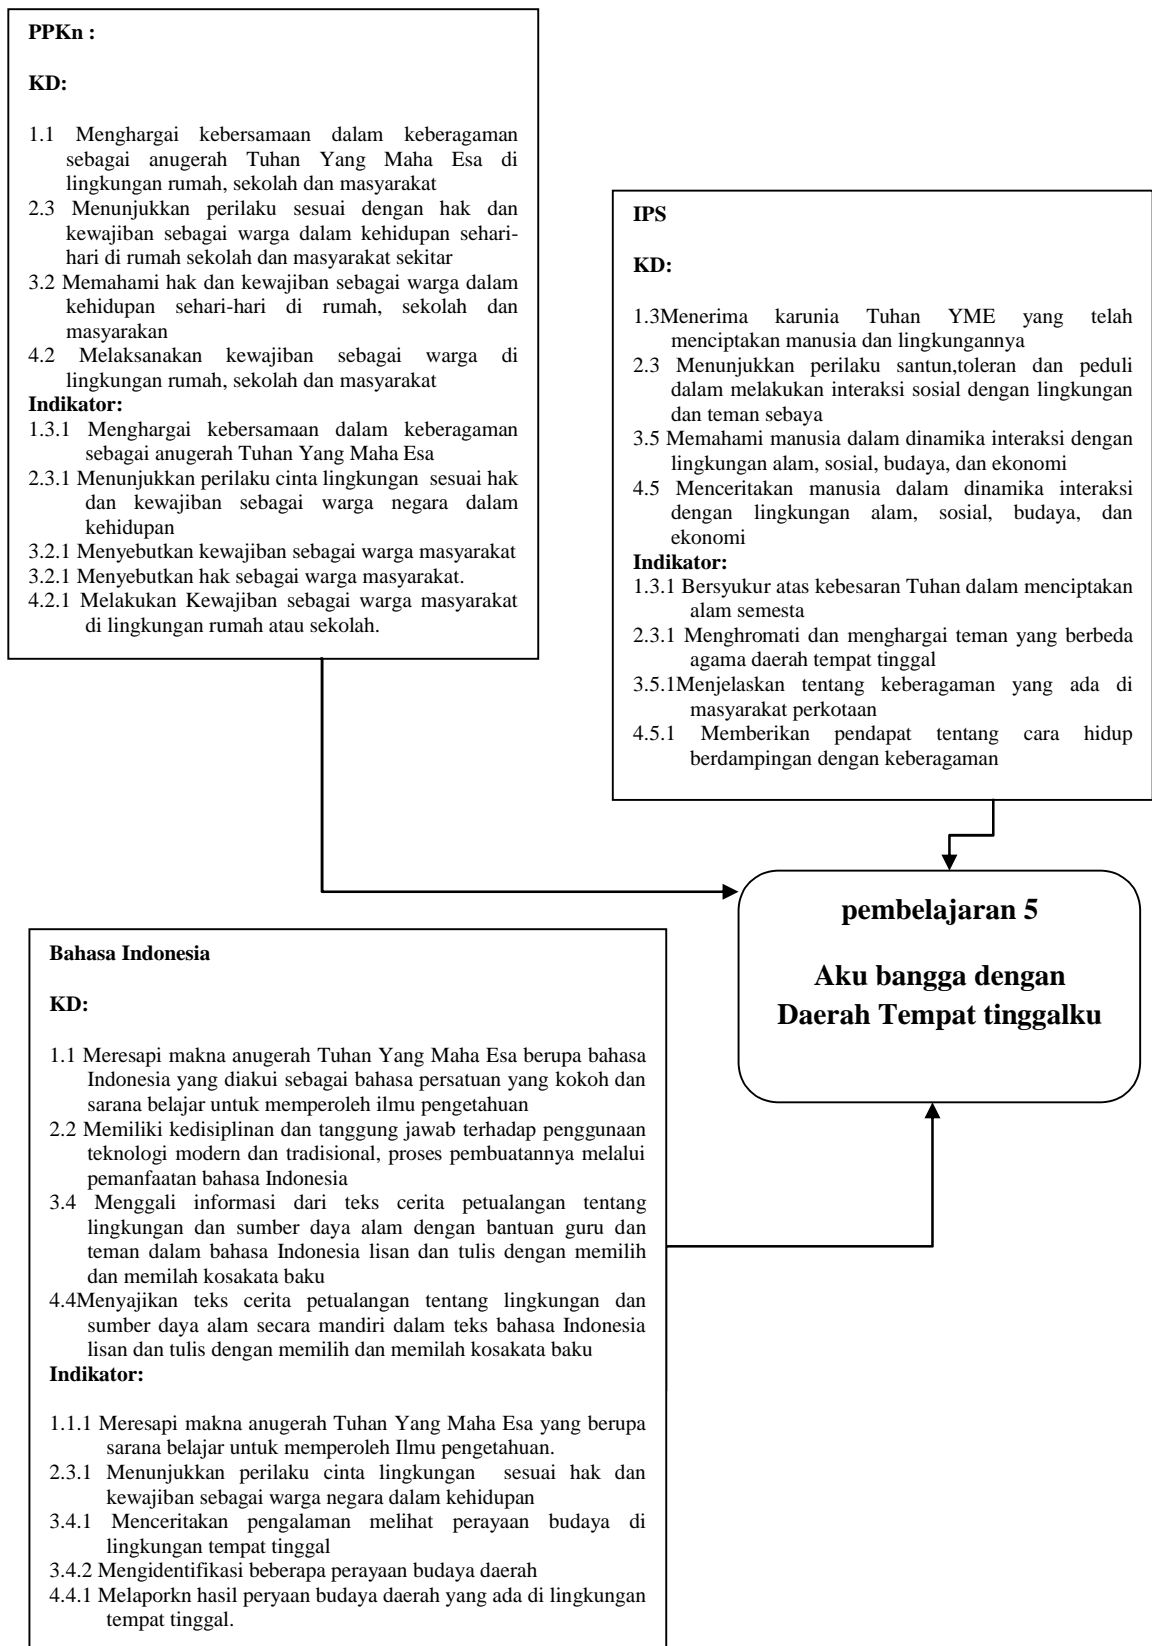 PPKn :
KD:
1.1 Menghargai kebersamaan dalam keberagaman
sebagai anugerah Tuhan Yang Maha Esa di
lingkungan rumah, sekolah dan masyarakat
2.3 Menunjukkan perilaku sesuai dengan hak dan
kewajiban sebagai warga dalam kehidupan sehari-
hari di rumah sekolah dan masyarakat sekitar
3.2 Memahami hak dan kewajiban sebagai warga dalam
kehidupan sehari-hari di rumah, sekolah dan
masyarakan
4.2 Melaksanakan kewajiban sebagai warga di
lingkungan rumah, sekolah dan masyarakat
Indikator:
1.3.1 Menghargai kebersamaan dalam keberagaman
sebagai anugerah Tuhan Yang Maha Esa
2.3.1 Menunjukkan perilaku cinta lingkungan sesuai hak
dan kewajiban sebagai warga negara dalam
kehidupan
3.2.1 Menyebutkan kewajiban sebagai warga masyarakat
3.2.1 Menyebutkan hak sebagai warga masyarakat.
4.2.1 Melakukan Kewajiban sebagai warga masyarakat
di lingkungan rumah atau sekolah.
IPS
KD:
1.3Menerima karunia Tuhan YME yang telah
menciptakan manusia dan lingkungannya
2.3 Menunjukkan perilaku santun,toleran dan peduli
dalam melakukan interaksi sosial dengan lingkungan
dan teman sebaya
3.5 Memahami manusia dalam dinamika interaksi dengan
lingkungan alam, sosial, budaya, dan ekonomi
4.5 Menceritakan manusia dalam dinamika interaksi
dengan lingkungan alam, sosial, budaya, dan
ekonomi
Indikator:
1.3.1 Bersyukur atas kebesaran Tuhan dalam menciptakan
alam semesta
2.3.1 Menghromati dan menghargai teman yang berbeda
agama daerah tempat tinggal
3.5.1Menjelaskan tentang keberagaman yang ada di
masyarakat perkotaan
4.5.1 Memberikan pendapat tentang cara hidup
berdampingan dengan keberagaman
pembelajaran 5
Aku bangga dengan
Daerah Tempat tinggalku
Bahasa Indonesia
KD:
1.1 Meresapi makna anugerah Tuhan Yang Maha Esa berupa bahasa
Indonesia yang diakui sebagai bahasa persatuan yang kokoh dan
sarana belajar untuk memperoleh ilmu pengetahuan
2.2 Memiliki kedisiplinan dan tanggung jawab terhadap penggunaan
teknologi modern dan tradisional, proses pembuatannya melalui
pemanfaatan bahasa Indonesia
3.4 Menggali informasi dari teks cerita petualangan tentang
lingkungan dan sumber daya alam dengan bantuan guru dan
teman dalam bahasa Indonesia lisan dan tulis dengan memilih
dan memilah kosakata baku
4.4Menyajikan teks cerita petualangan tentang lingkungan dan
sumber daya alam secara mandiri dalam teks bahasa Indonesia
lisan dan tulis dengan memilih dan memilah kosakata baku
Indikator:
1.1.1 Meresapi makna anugerah Tuhan Yang Maha Esa yang berupa
sarana belajar untuk memperoleh Ilmu pengetahuan.
2.3.1 Menunjukkan perilaku cinta lingkungan sesuai hak dan
kewajiban sebagai warga negara dalam kehidupan
3.4.1 Menceritakan pengalaman melihat perayaan budaya di
lingkungan tempat tinggal
3.4.2 Mengidentifikasi beberapa perayaan budaya daerah
4.4.1 Melaporkn hasil peryaan budaya daerah yang ada di lingkungan
tempat tinggal.